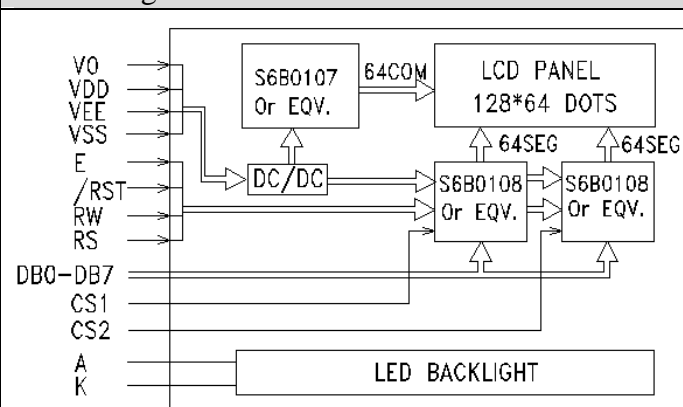 V0
VDD
VEE
VSS
E
/RST
RW
RS
DB0-DB7
CS1
CS2
A
K
S6B0107
Or EQV.
64COM
LCD PANEL
128*64 DOTS
DC/DC
64SEG
64SEG
S6B0108
Or EQV.
S6B0108
Or EQV.
LED BACKLIGHT